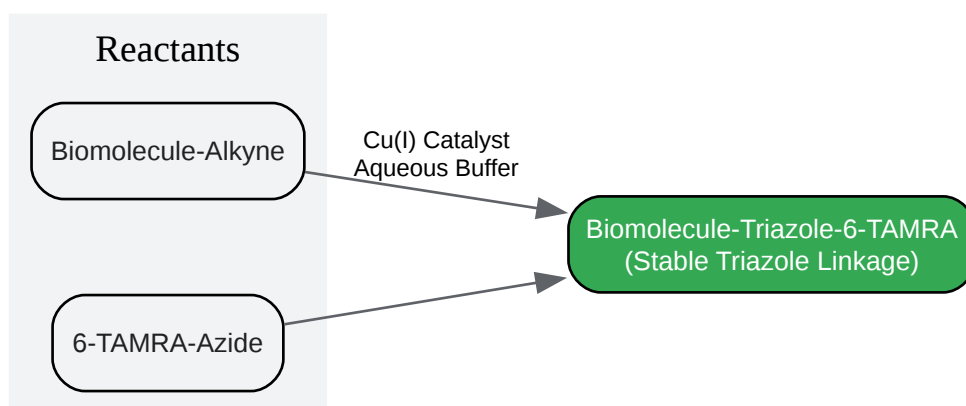 Reactants
Biomolecule-Alkyne
Cu(I) Catalyst
Aqueous Buffer
Biomolecule-Triazole-6-TAMRA
(Stable Triazole Linkage)
6-TAMRA-Azide